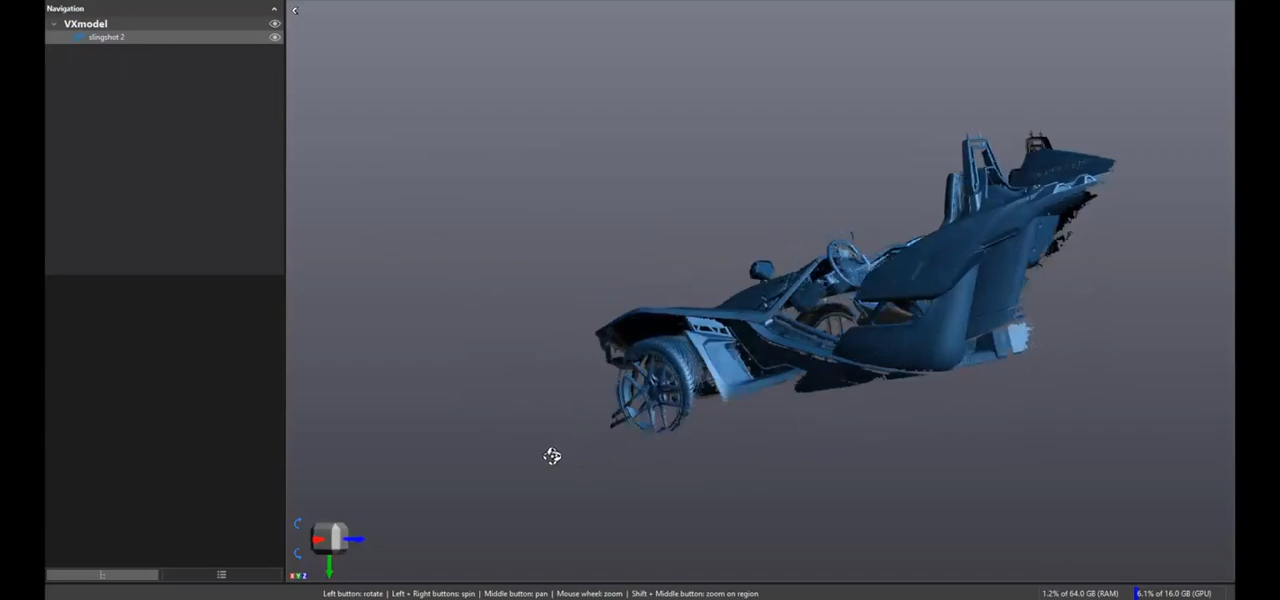 Navigation
VXmodel
slingshot 2
X Y Z
Left button: rotate | Left + Right buttons: spin | Middle button: pan | Mouse wheel: zoom | Shift + Middle button: zoom on region
1.2% of 64.0 GB (RAM)
6.1% of 16.0 GB (GPU)